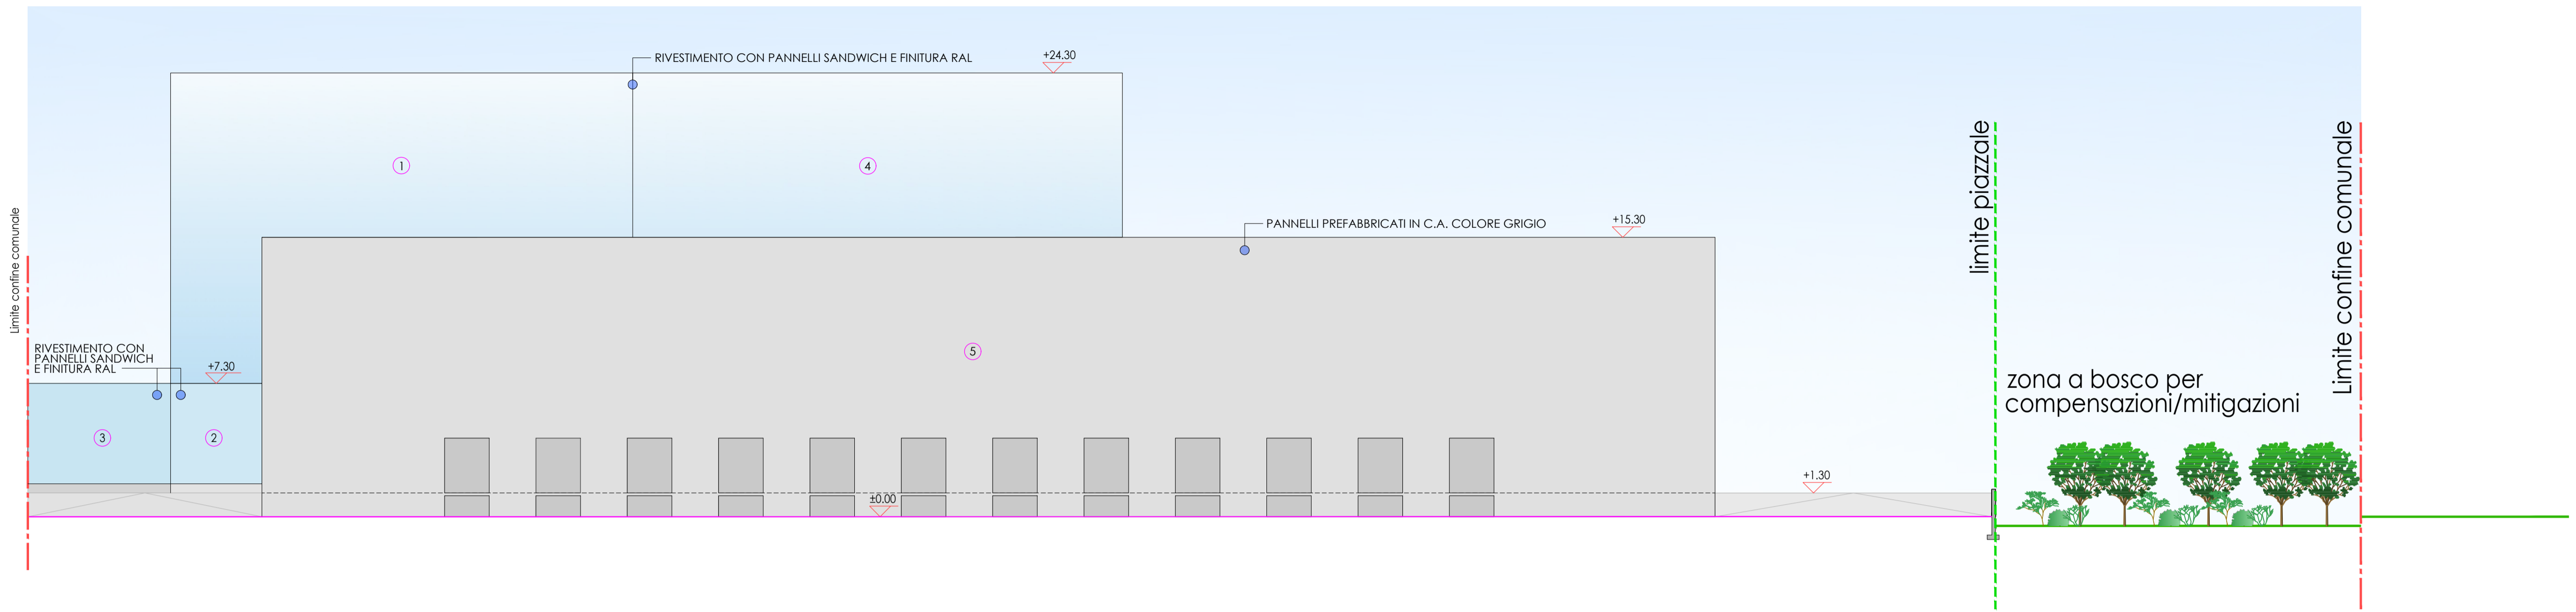 RIVESTIMENTO CON PANNELLI SANDWICH E FINITURA RAL
+24.30
1
4
PANNELLI PREFABBRICATI IN C.A. COLORE GRIGIO
+15.30
limite piazzale
Limite confine comunale
Limite confine comunale
RIVESTIMENTO CON
PANNELLI SANDWICH
E FINITURA RAL
+7.30
5
zona a bosco per
compensazioni/mitigazioni
3
2
±0.00
+1.30